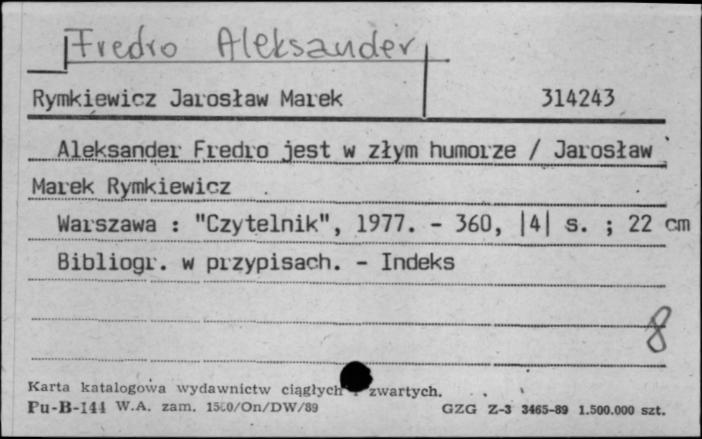 Fredro Aleksander
Rymkiewicz Jarosław Marek 314243
Aleksander Fredro jest w złym humorze / Jarosław
Marek Rymkiewicz
Warszawa : "Czytelnik", 1977. - 360, |4| s. ; 22 cm
Bibliogr. w przypisach. - Indeks
8
Karta katalogowa wydawnictw ciągłych i zwartych.
Pu-B-144 W.A. zam. 1500/On/DW/89 GZG Z-3 3465-89 1.500.000 szt.